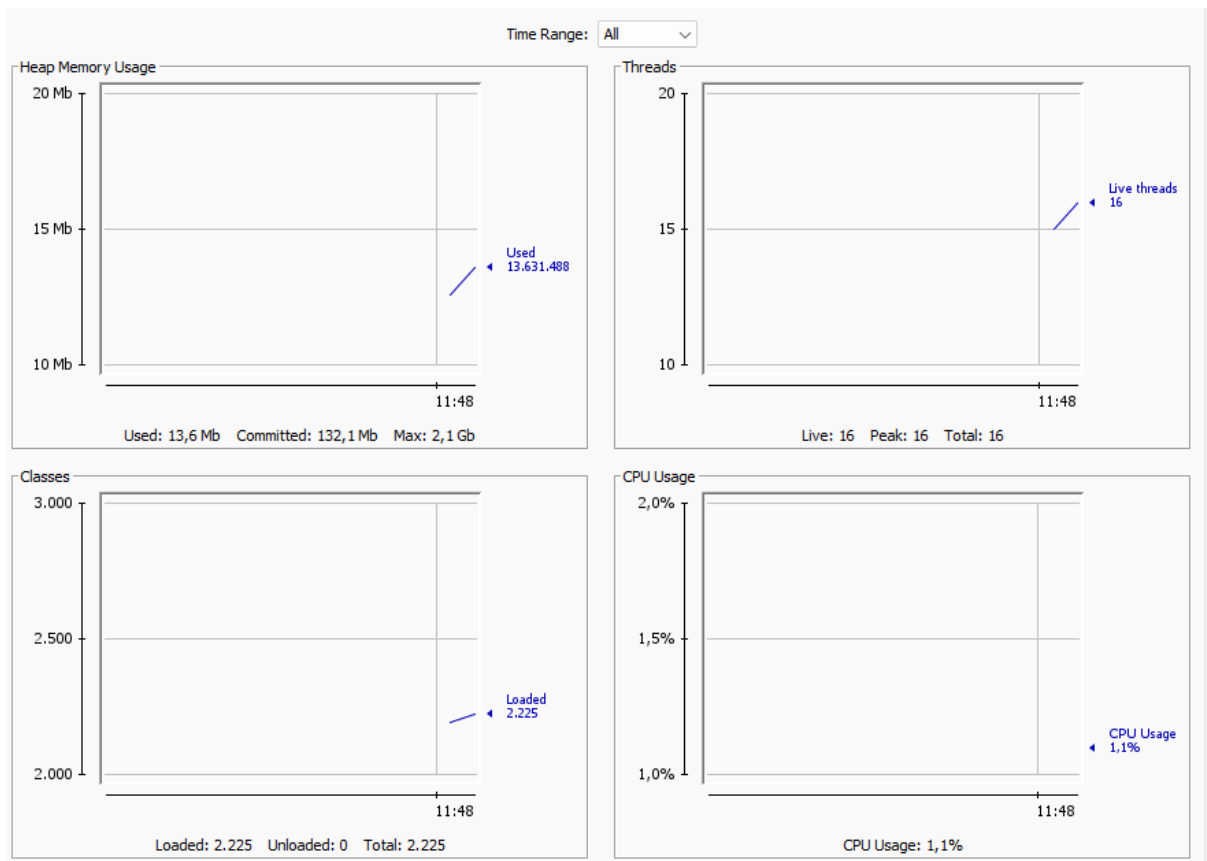 Time Range: All
Heap Memory Usage
20 Mb
15 Mb
10 Mb
Used
13.631.488
11:48
Used: 13,6 Mb Committed: 132,1 Mb Max: 2,1 Gb
Threads
20
15
10
Live threads
16
11:48
Live: 16 Peak: 16 Total: 16
Classes
3.000
2.500
2.000
Loaded
2.225
11:48
Loaded: 2.225 Unloaded: 0 Total: 2.225
CPU Usage
2,0%
1,5%
1,0%
CPU Usage
1,1%
11:48
CPU Usage: 1,1%